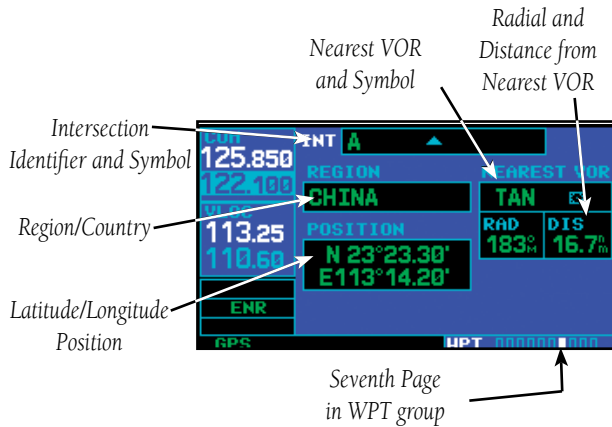 Radial and
Distance from
Nearest VOR
Nearest VOR
and Symbol
Intersection
Identifier and Symbol
Region/Country
Latitude/Longitude
Position
COM
125.850
122.100
VLOC
113.25
110.60
ENR
GPS
INT A
REGION
CHINA
NEAREST VOR
TAN
POSITION
N 23°23.30'
E113°14.20'
RAD
183°M
DIS
16.7nm
WPT
Seventh Page
in WPT group